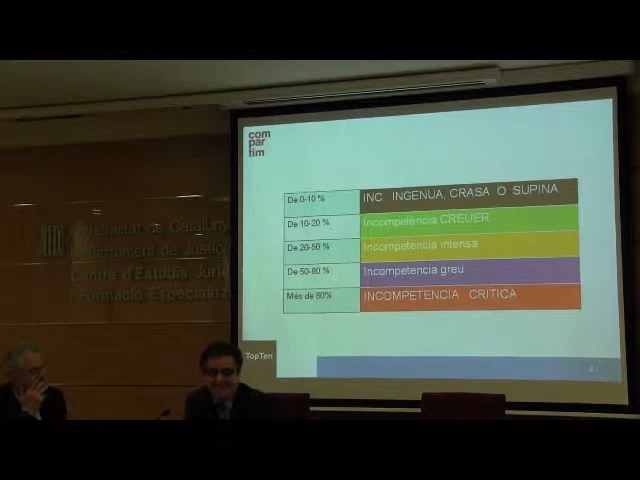 com
par
tim
De 0-10 %
INC. INGENUA, CRASA O SUPINA
De 10-20 %
Incompetencia CREUER
De 20-50 %
Incompetencia intensa
De 50-80 %
Incompetencia greu
Més de 80%
INCOMPETENCIA CRÍTICA
TopTen
de Catalunya
Departament de Justícia
Centre d'Estudis Jurídics
i Formació Especialitz